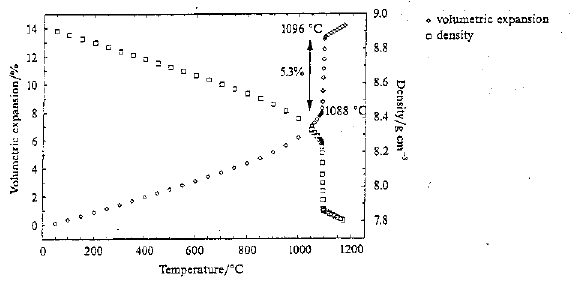 14
12
10
8
6
4
2
0
Volumetric expansion/%
1096 °C
5.3%
1088 °C
9.0
8.8
8.6
8.4
8.2
8.0
7.8
Density/g cm⁻³
0 200 400 600 800 1000 1200
Temperature/°C
volumetric expansion
density